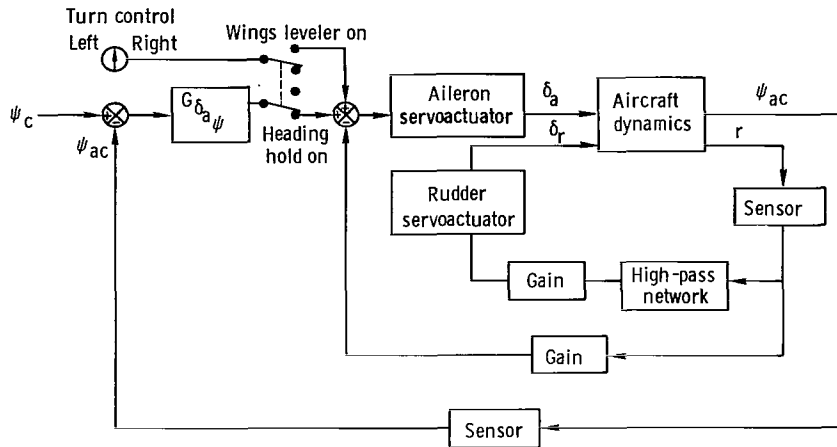 Turn control
Left Right
Wings leveler on
ψc
ψac
Gδaψ
Heading
hold on
+
+
−
Aileron
servoactuator
δa
δr
Aircraft
dynamics
ψac
r
Rudder
servoactuator
Sensor
Gain
High-pass
network
Gain
Sensor